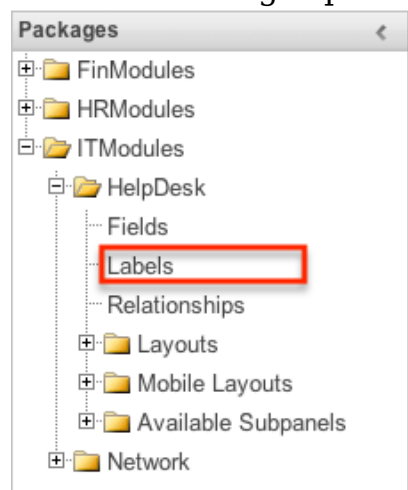 Packages
FinModules
HRModules
ITModules
HelpDesk
Fields
Labels
Relationships
Layouts
Mobile Layouts
Available Subpanels
Network